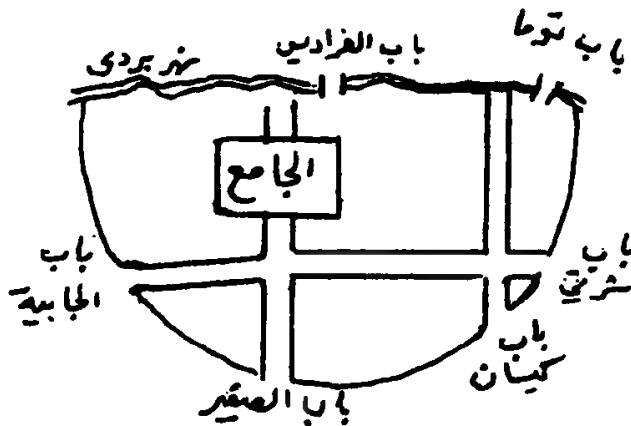 باب توما
باب الفراديس
نهر بردى
الجامع
باب
الجابية
باب
شرقي
باب
كيسان
باب الصغير